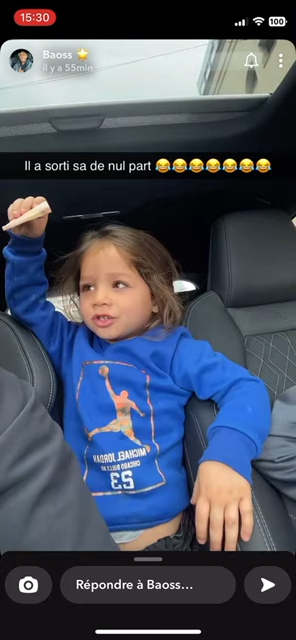 15:30
100
Baoss ⭐
il y a 55min
Il a sorti sa de nul part 😂😂😂😂😂😂😂
MICHAEL JORDAN
CHICAGO BULLS
23
Répondre à Baoss…